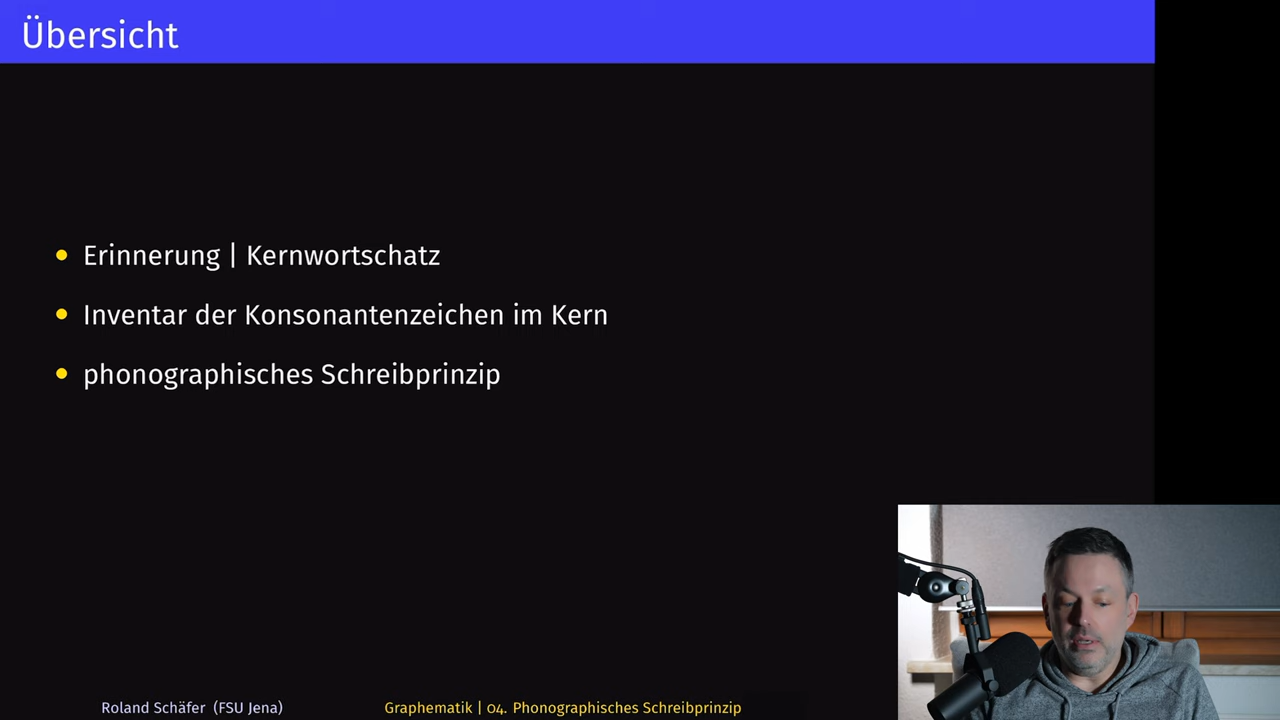 Übersicht
Erinnerung | Kernwortschatz
Inventar der Konsonantenzeichen im Kern
phonographisches Schreibprinzip
Roland Schäfer (FSU Jena)
Graphematik | 04. Phonographisches Schreibprinzip